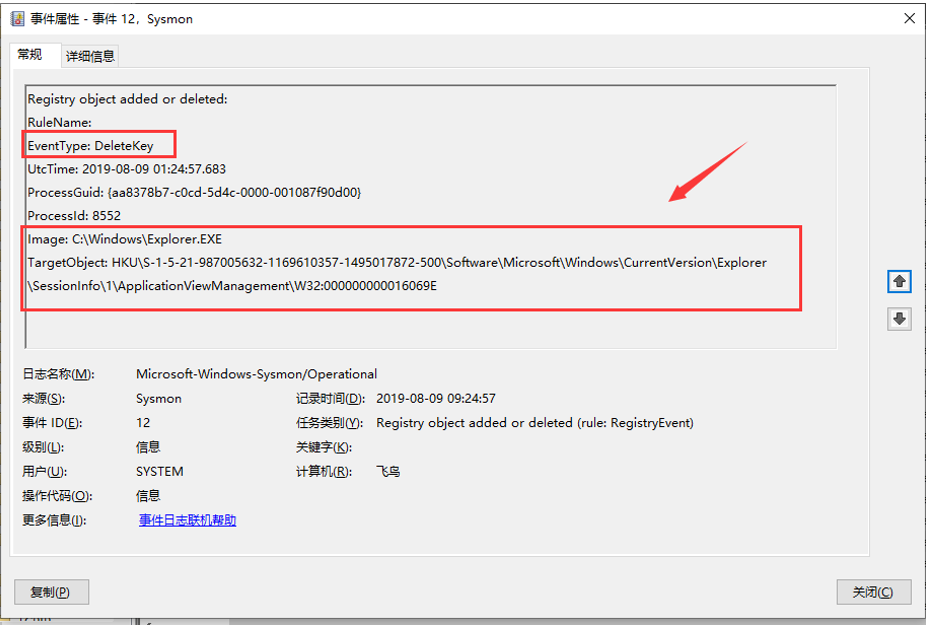 事件属性 - 事件 12，Sysmon
常规 详细信息
Registry object added or deleted:
RuleName:
EventType: DeleteKey
UtcTime: 2019-08-09 01:24:57.683
ProcessGuid: {aa8378b7-c0cd-5d4c-0000-001087f90d00}
ProcessId: 8552
Image: C:\Windows\Explorer.EXE
TargetObject: HKU\S-1-5-21-987005632-1169610357-1495017872-500\Software\Microsoft\Windows\CurrentVersion\Explorer
\SessionInfo\1\ApplicationViewManagement\W32:000000000016069E
日志名称(M): Microsoft-Windows-Sysmon/Operational
来源(S): Sysmon 记录时间(D): 2019-08-09 09:24:57
事件 ID(E): 12 任务类别(Y): Registry object added or deleted (rule: RegistryEvent)
级别(L): 信息 关键字(K):
用户(U): SYSTEM 计算机(R): 飞鸟
操作代码(O): 信息
更多信息(I): 事件日志联机帮助
复制(P) 关闭(C)